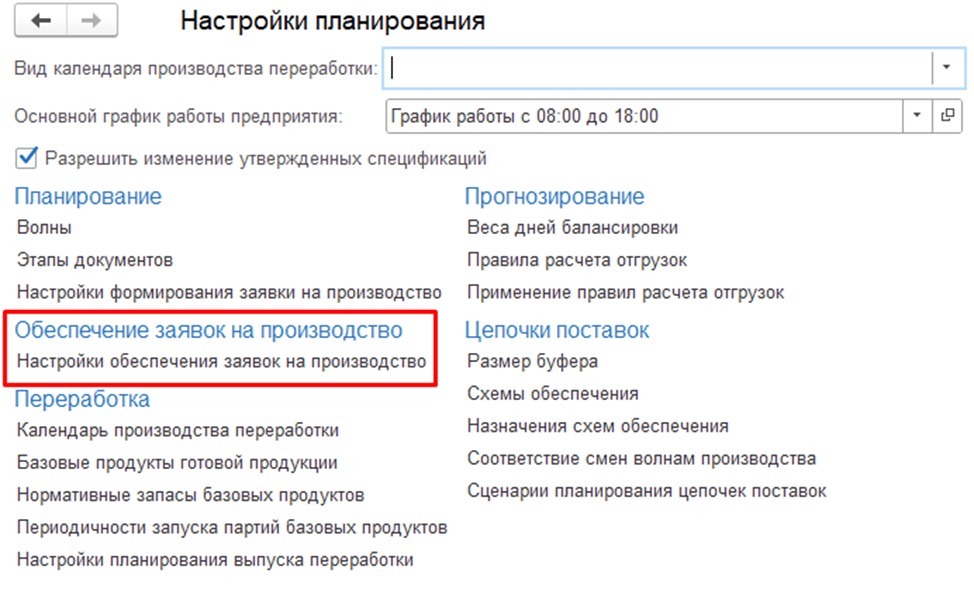 Настройки планирования
Вид календаря производства переработки:
Основной график работы предприятия: График работы с 08:00 до 18:00
Разрешить изменение утвержденных спецификаций
Планирование
Волны
Этапы документов
Настройки формирования заявки на производство
Обеспечение заявок на производство
Настройки обеспечения заявок на производство
Переработка
Календарь производства переработки
Базовые продукты готовой продукции
Нормативные запасы базовых продуктов
Периодичности запуска партий базовых продуктов
Настройки планирования выпуска переработки
Прогнозирование
Веса дней балансировки
Правила расчета отгрузок
Применение правил расчета отгрузок
Цепочки поставок
Размер буфера
Схемы обеспечения
Назначения схем обеспечения
Соответствие смен волнам производства
Сценарии планирования цепочек поставок